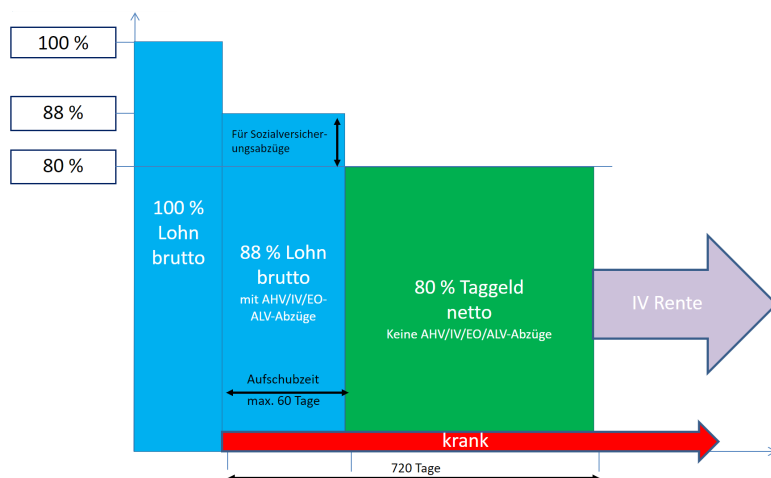 100 %
88 %
80 %
Für Sozialversicher-
ungsabzüge
100 %
Lohn
brutto
88 % Lohn
brutto
mit AHV/IV/EO-
ALV-Abzüge
80 % Taggeld
netto
Keine AHV/IV/EO/ALV-Abzüge
IV Rente
Aufschubzeit
max. 60 Tage
krank
720 Tage